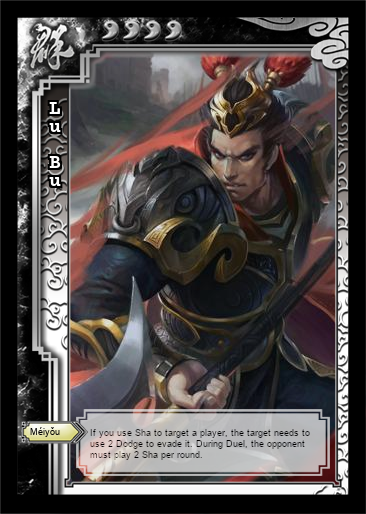 群
Lu Bu
Méiyǒu
If you use Sha to target a player, the target needs to
use 2 Dodge to evade it. During Duel, the opponent
must play 2 Sha per round.